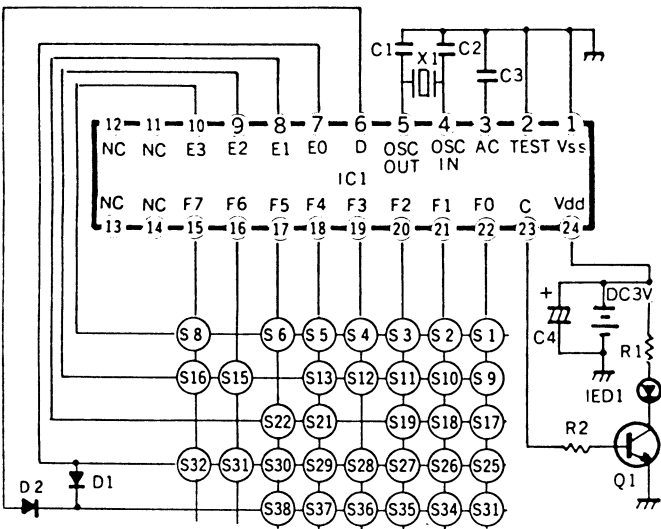 C1
X1
C2
C3
12 11 10 9 8 7 6 5 4 3 2 1
NC NC E3 E2 E1 E0 D OSC OUT OSC IN AC TEST Vss
IC1
NC NC F7 F6 F5 F4 F3 F2 F1 F0 C Vdd
13 14 15 16 17 18 19 20 21 22 23 24
+
DC3V
C4
R1
IED1
R2
Q1
S8 S6 S5 S4 S3 S2 S1
S16 S15 S13 S12 S11 S10 S9
S22 S21 S19 S18 S17
S32 S31 S30 S29 S28 S27 S26 S25
D2
D1
S38 S37 S36 S35 S34 S31